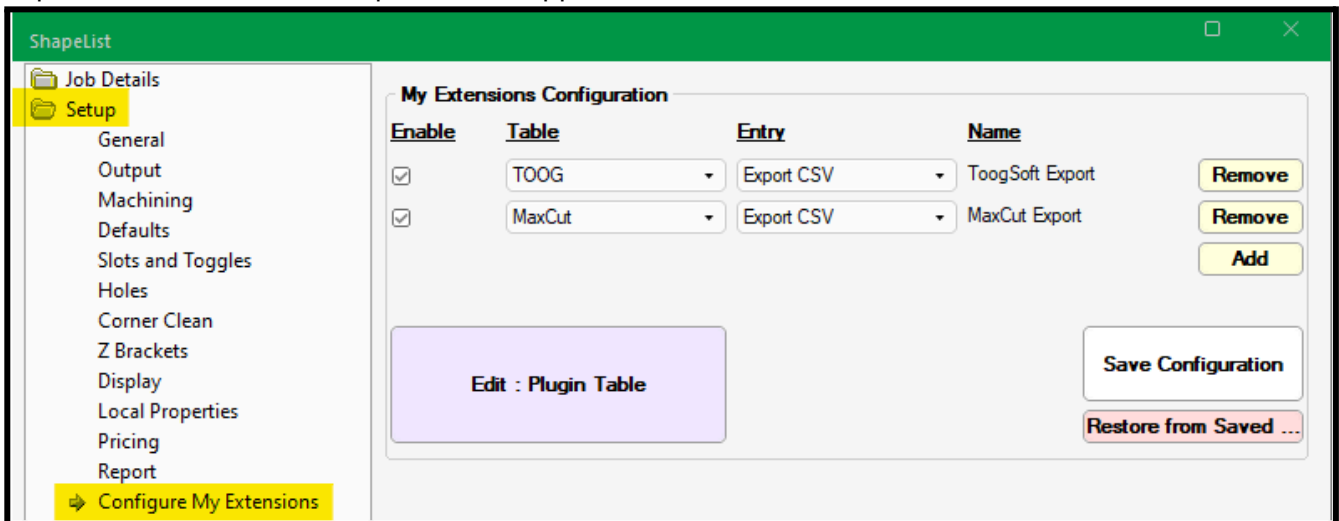 ShapeList
Job Details
Setup
General
Output
Machining
Defaults
Slots and Toggles
Holes
Corner Clean
Z Brackets
Display
Local Properties
Pricing
Report
Configure My Extensions
My Extensions Configuration
Enable Table Entry Name
TOOG Export CSV ToogSoft Export Remove
MaxCut Export CSV MaxCut Export Remove
Add
Edit : Plugin Table
Save Configuration
Restore from Saved ...